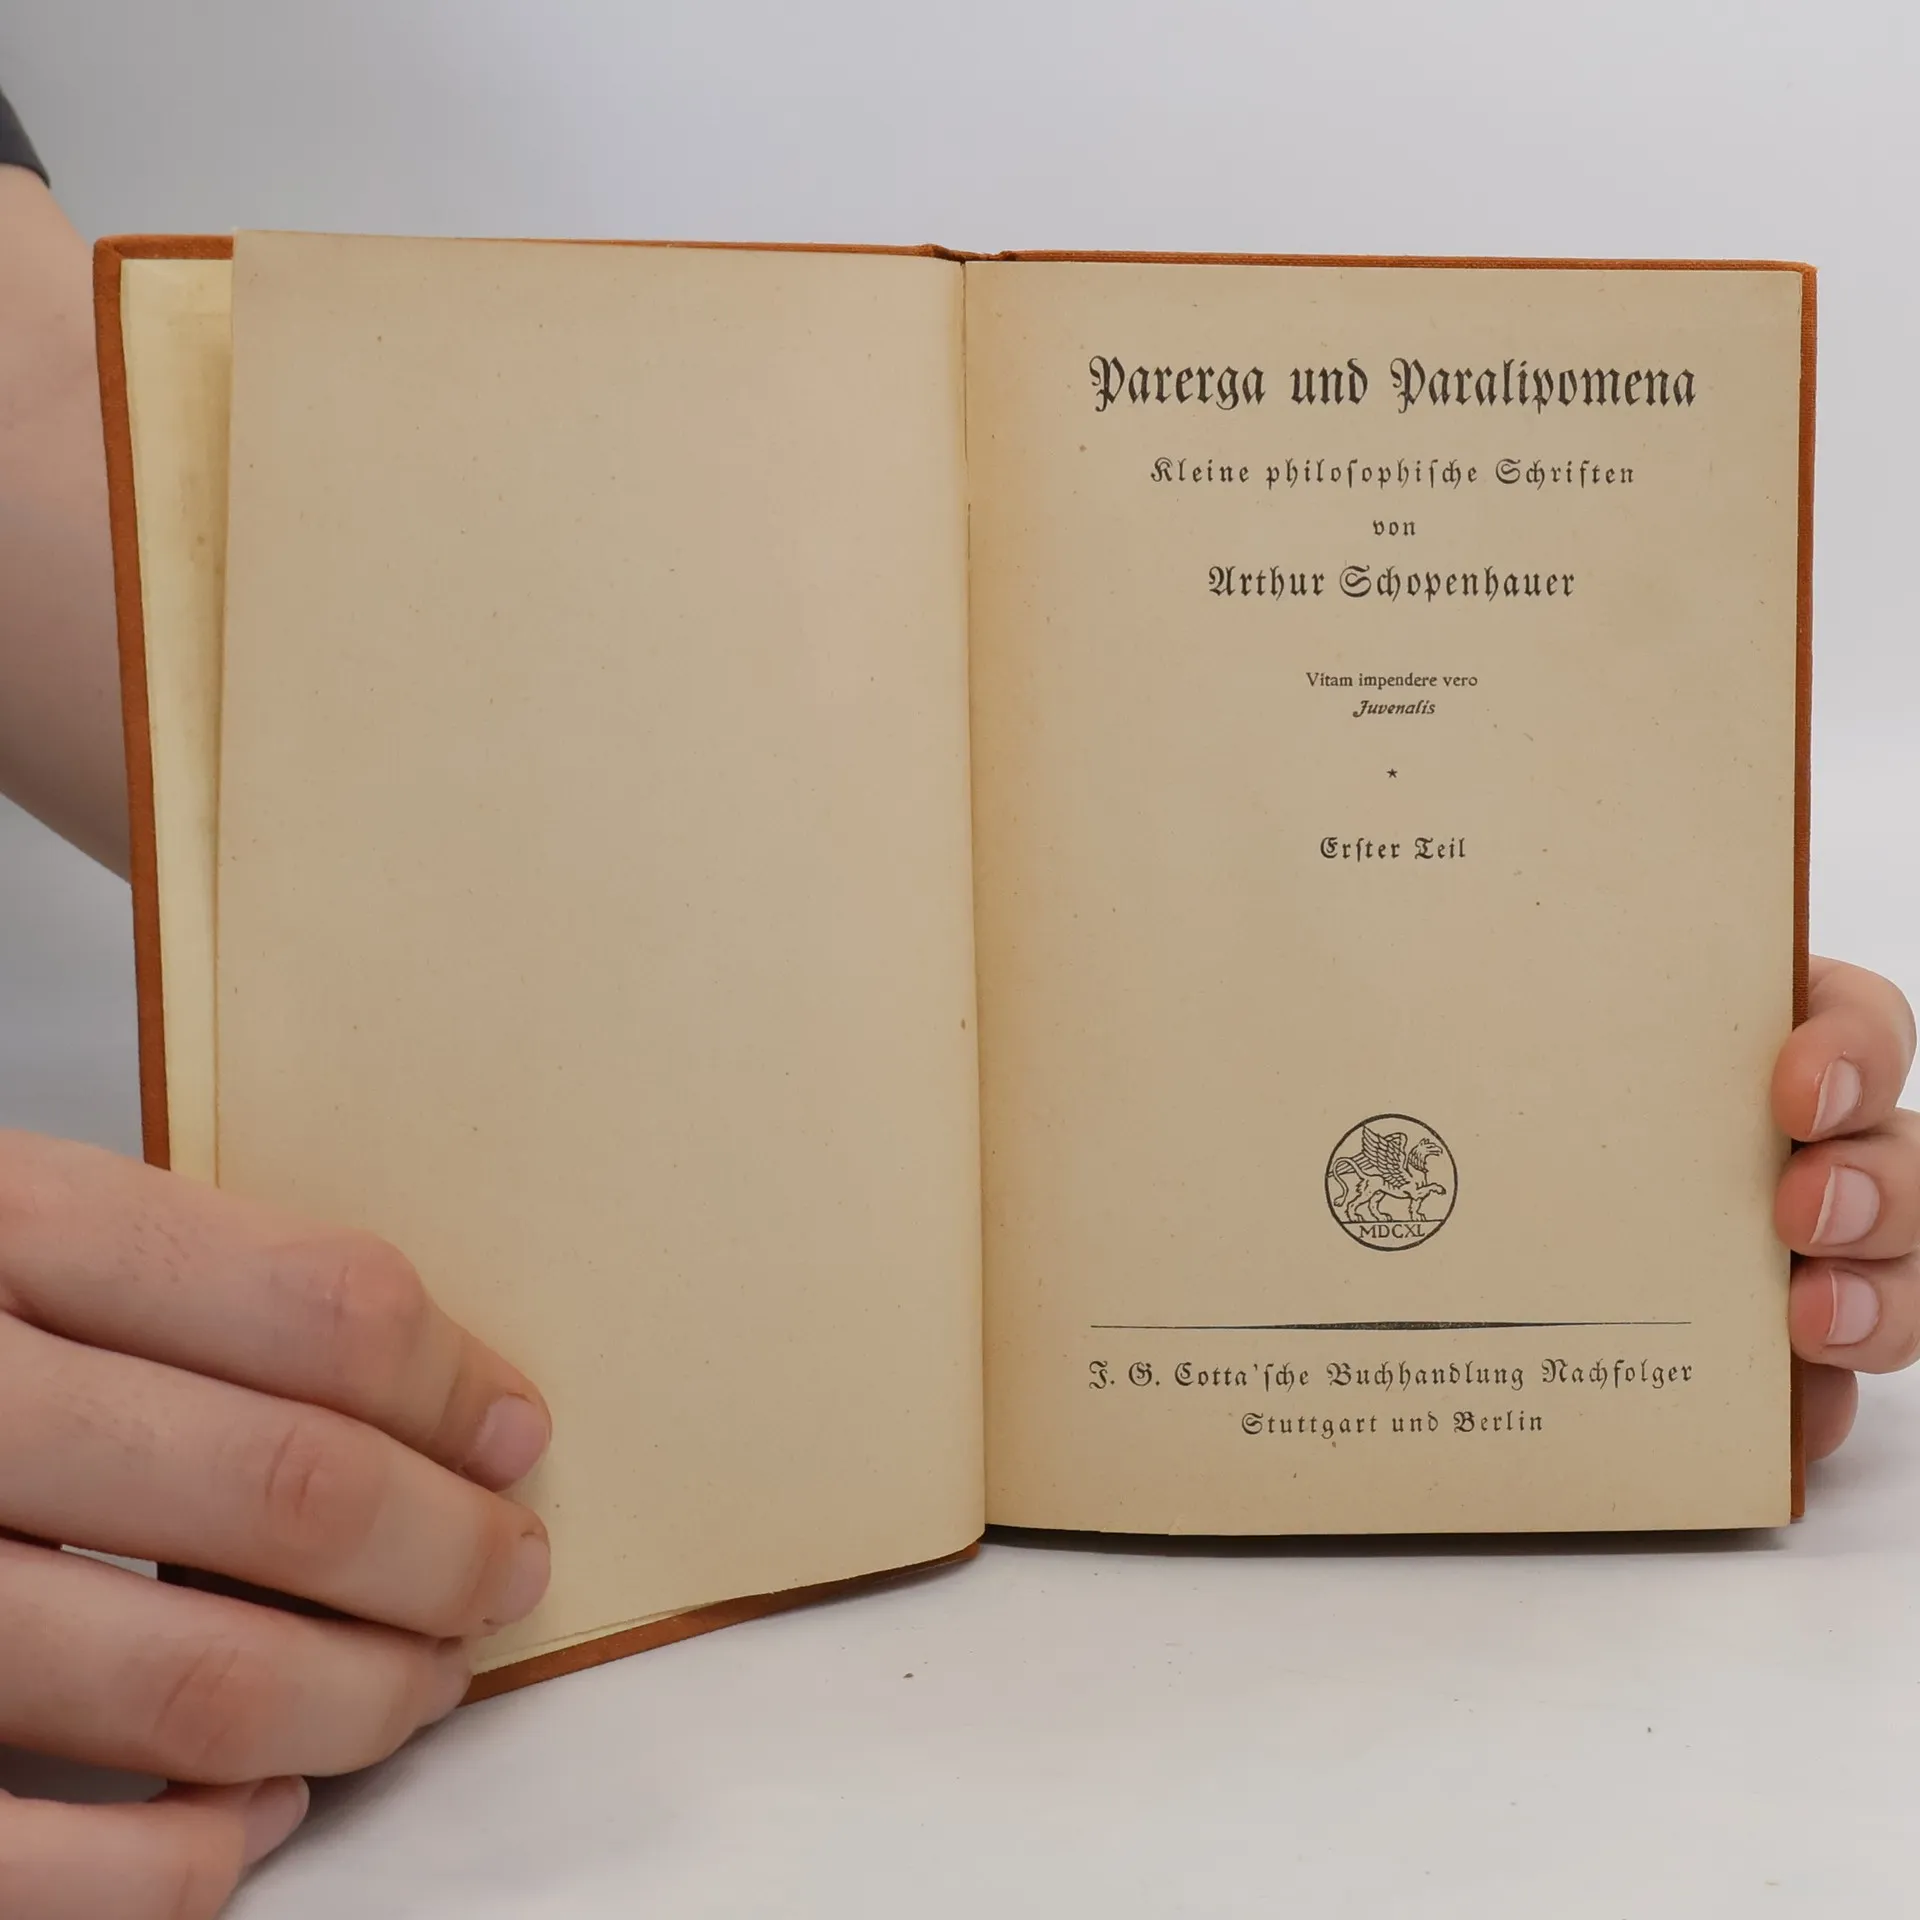 Parerga und Paralipomena
Kleine philoſophiſche Schriften
von
Arthur Schopenhauer
Vitam impendere vero
Juvenalis
*
Erſter Teil
MDCXL
J. G. Cotta'ſche Buchhandlung Nachfolger
Stuttgart und Berlin